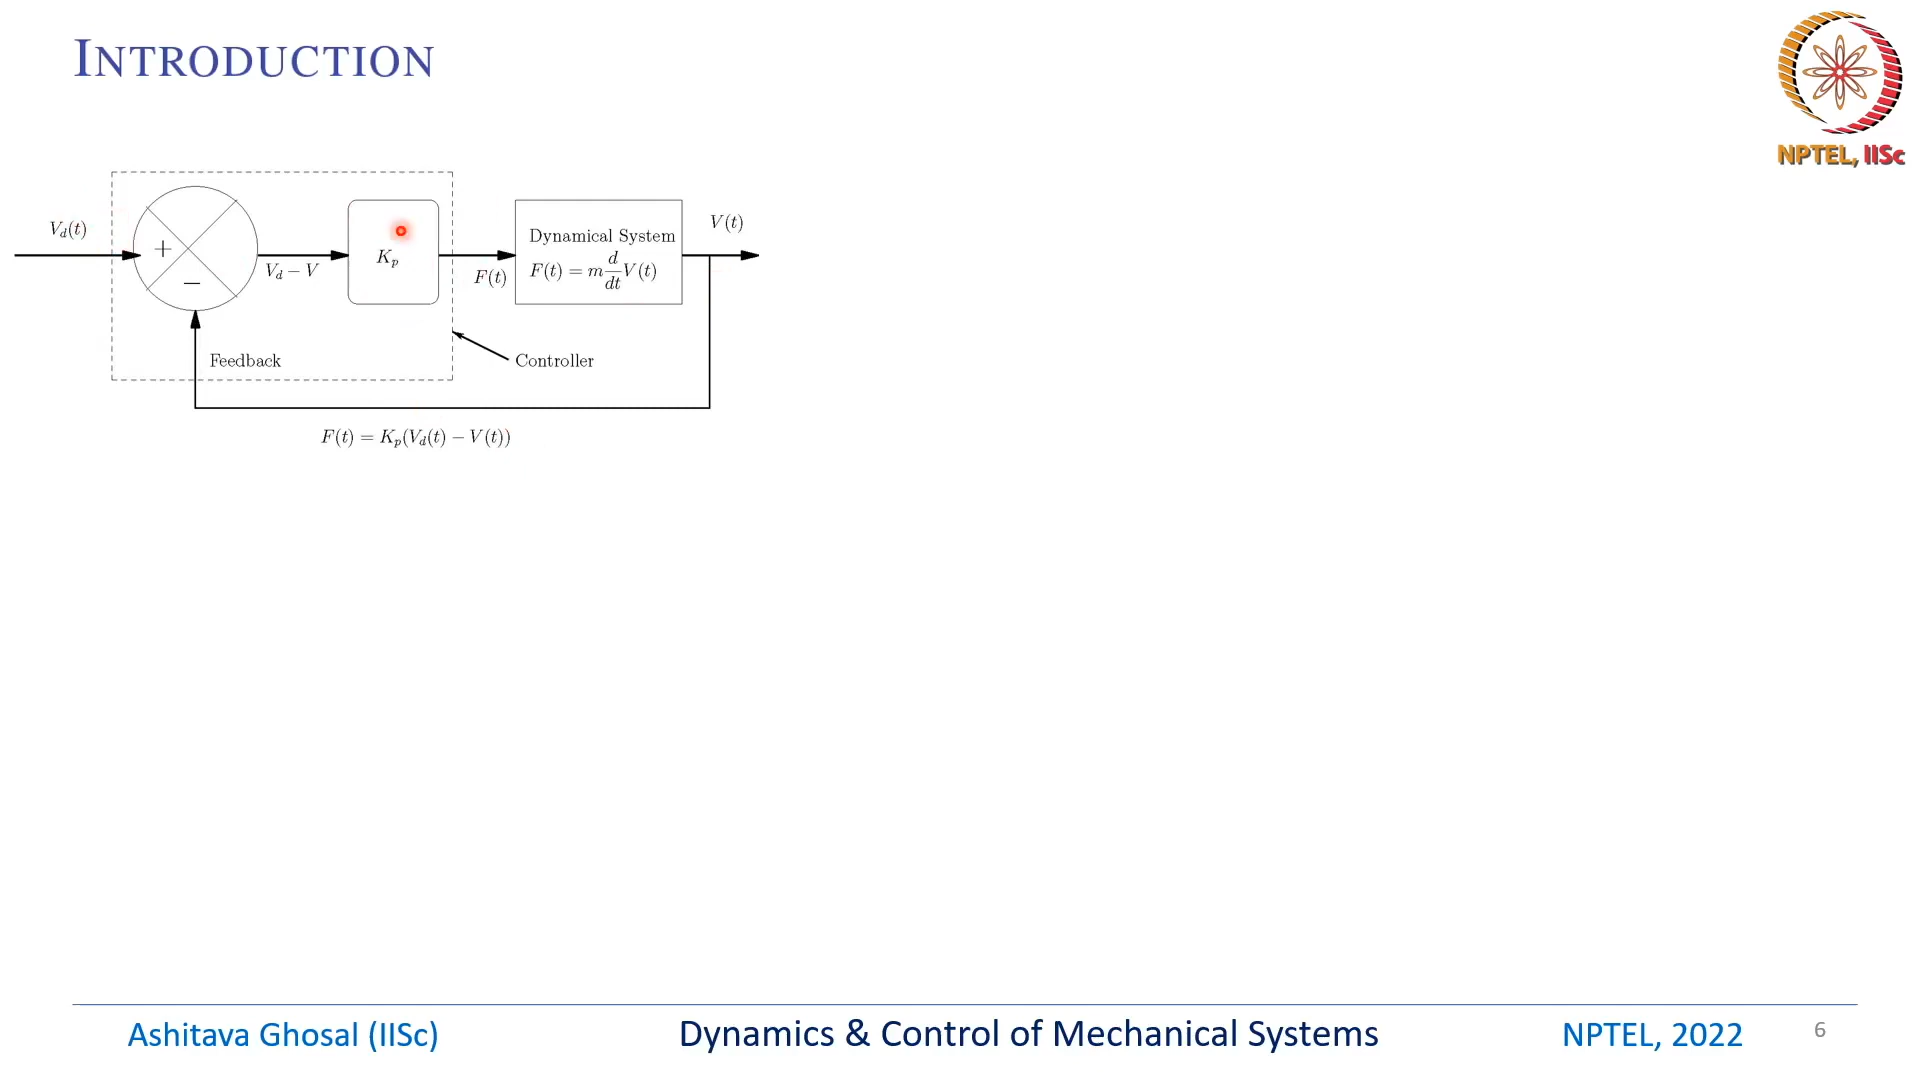 INTRODUCTION
NPTEL, IISc
V_d(t)
+
−
V_d − V
K_p
F(t)
Dynamical System
F(t) = m d/dt V(t)
V(t)
Feedback
Controller
F(t) = K_p(V_d(t) − V(t))
Ashitava Ghosal (IISc)
Dynamics & Control of Mechanical Systems
NPTEL, 2022
6